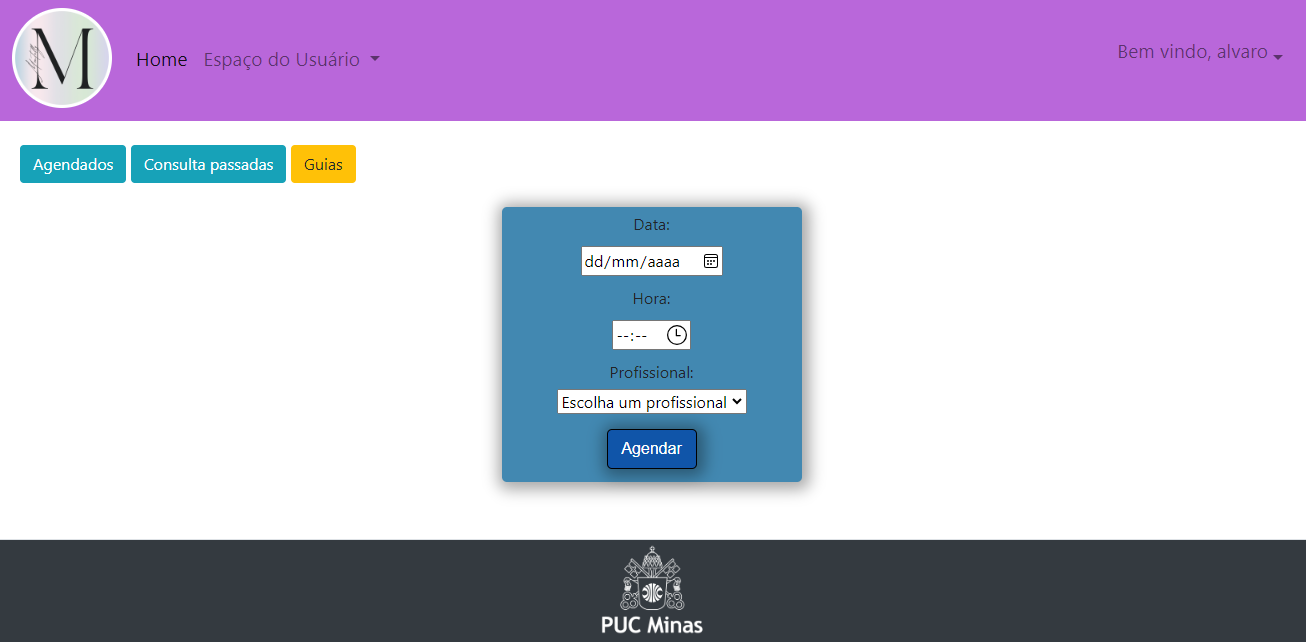 M
Home Espaço do Usuário
Bem vindo, alvaro
Agendados Consulta passadas Guias
Data:
dd/mm/aaaa
Hora:
--:--
Profissional:
Escolha um profissional
Agendar
PUC Minas